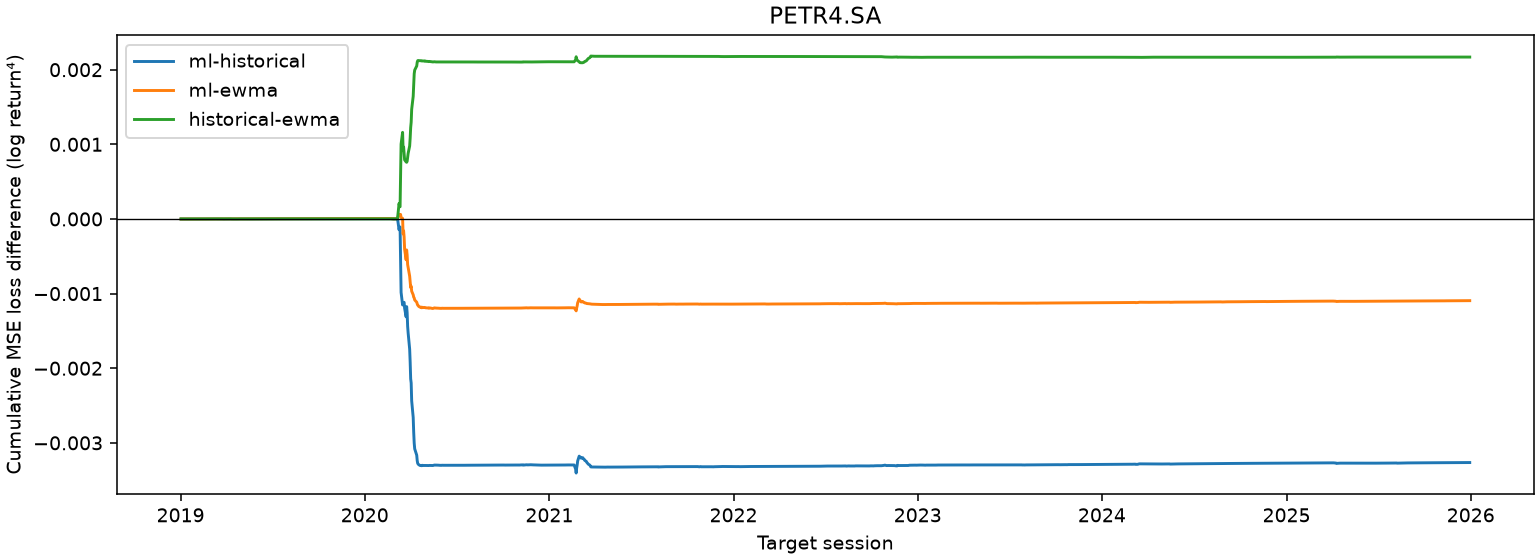 PETR4.SA
Cumulative MSE loss difference (log return⁴)
0.002
0.001
0.000
−0.001
−0.002
−0.003
ml-historical
ml-ewma
historical-ewma
2019 2020 2021 2022 2023 2024 2025 2026
Target session